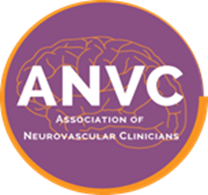 ANVC
ASSOCIATION OF
NEUROVASCULAR CLINICIANS